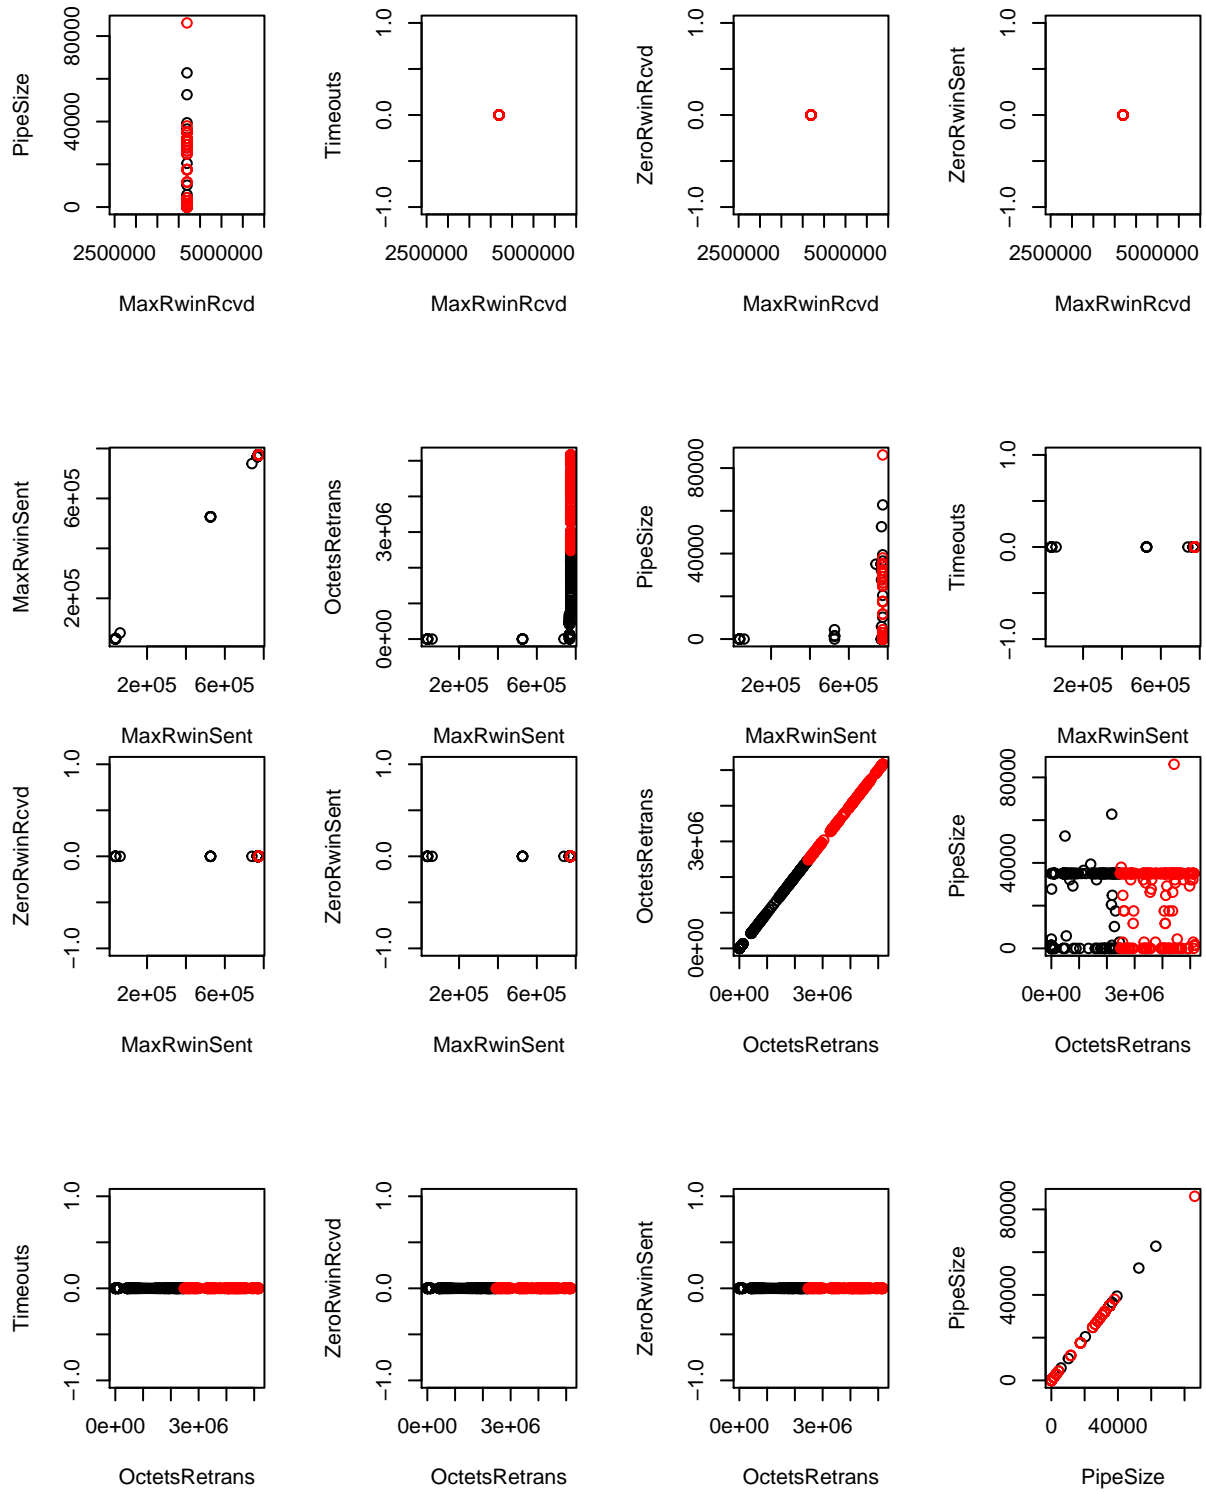 PipeSize
0 40000 80000
25000000 50000000
MaxRwinRcvd
Timeouts
−1.0 0.0 1.0
25000000 50000000
MaxRwinRcvd
ZeroRwinRcvd
−1.0 0.0 1.0
25000000 50000000
MaxRwinRcvd
ZeroRwinSent
−1.0 0.0 1.0
25000000 50000000
MaxRwinRcvd
MaxRwinSent
2e+05 6e+05
2e+05 6e+05
MaxRwinSent
OctetsRetrans
0e+00 3e+06
2e+05 6e+05
MaxRwinSent
PipeSize
0 40000 80000
2e+05 6e+05
MaxRwinSent
Timeouts
−1.0 0.0 1.0
2e+05 6e+05
MaxRwinSent
ZeroRwinRcvd
−1.0 0.0 1.0
2e+05 6e+05
MaxRwinSent
ZeroRwinSent
−1.0 0.0 1.0
2e+05 6e+05
MaxRwinSent
OctetsRetrans
0e+00 3e+06
0e+00 3e+06
OctetsRetrans
PipeSize
0 40000 80000
0e+00 3e+06
OctetsRetrans
Timeouts
−1.0 0.0 1.0
0e+00 3e+06
OctetsRetrans
ZeroRwinRcvd
−1.0 0.0 1.0
0e+00 3e+06
OctetsRetrans
ZeroRwinSent
−1.0 0.0 1.0
0e+00 3e+06
OctetsRetrans
PipeSize
0 40000 80000
0 40000
PipeSize